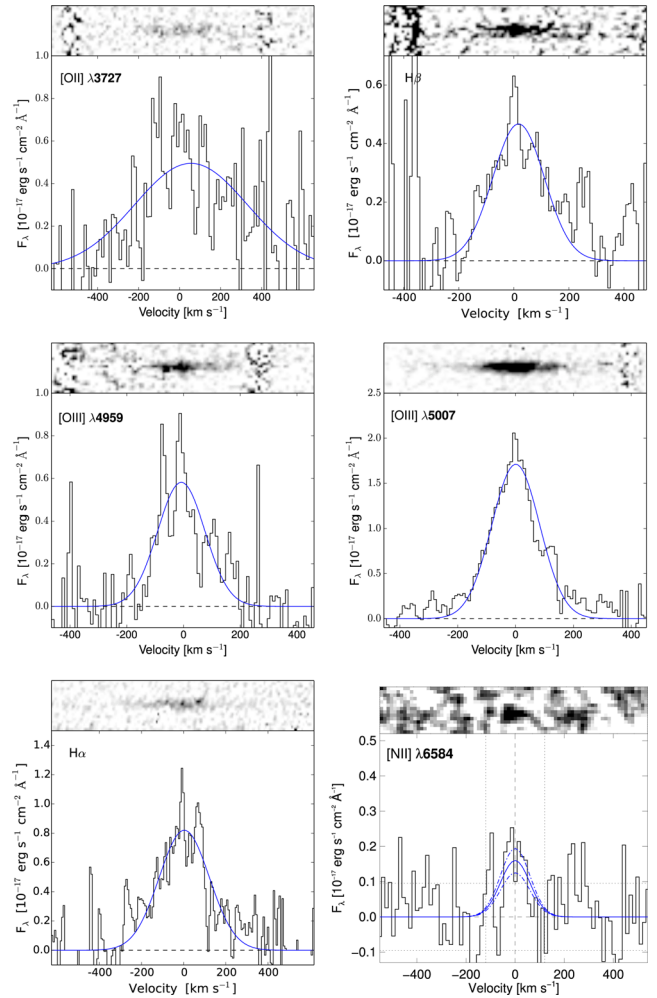 [OII] λ3727
1.0
0.8
0.6
0.4
0.2
0.0
F_λ [10⁻¹⁷ erg s⁻¹ cm⁻² Å⁻¹]
-400 -200 0 200 400
Velocity [km s⁻¹]
Hβ
0.6
0.4
0.2
0.0
F_λ [10⁻¹⁷ erg s⁻¹ cm⁻² Å⁻¹]
-400 -200 0 200 400
Velocity [km s⁻¹]
[OIII] λ4959
1.0
0.8
0.6
0.4
0.2
0.0
F_λ [10⁻¹⁷ erg s⁻¹ cm⁻² Å⁻¹]
-400 -200 0 200 400
Velocity [km s⁻¹]
[OIII] λ5007
2.5
2.0
1.5
1.0
0.5
0.0
F_λ [10⁻¹⁷ erg s⁻¹ cm⁻² Å⁻¹]
-400 -200 0 200 400
Velocity [km s⁻¹]
Hα
1.4
1.2
1.0
0.8
0.6
0.4
0.2
0.0
F_λ [10⁻¹⁷ erg s⁻¹ cm⁻² Å⁻¹]
-400 -200 0 200 400
Velocity [km s⁻¹]
[NII] λ6584
0.5
0.4
0.3
0.2
0.1
0.0
−0.1
F_λ [10⁻¹⁷ erg s⁻¹ cm⁻² Å⁻¹]
−400 −200 0 200 400
Velocity [km s⁻¹]